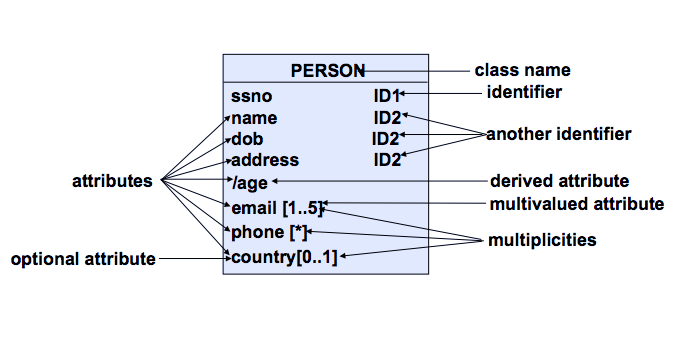 PERSON
class name
ssno ID1
identifier
name ID2
dob ID2
another identifier
address ID2
attributes
/age
derived attribute
email [1..5]
multivalued attribute
phone [*]
multiplicities
optional attribute
country[0..1]